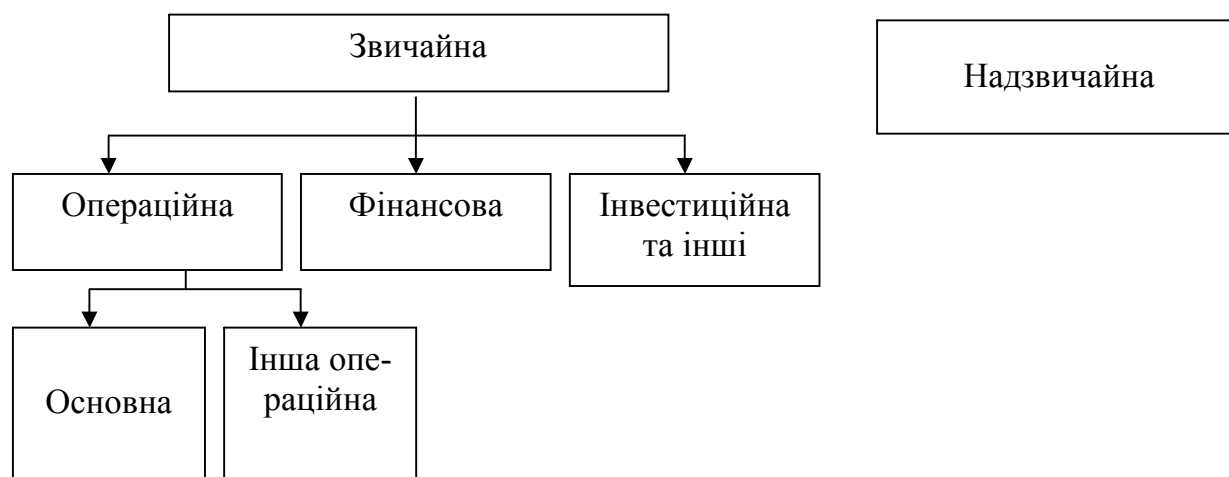 Звичайна
Надзвичайна
Операційна
Фінансова
Інвестиційна
та інші
Основна
Інша опе-
раційна